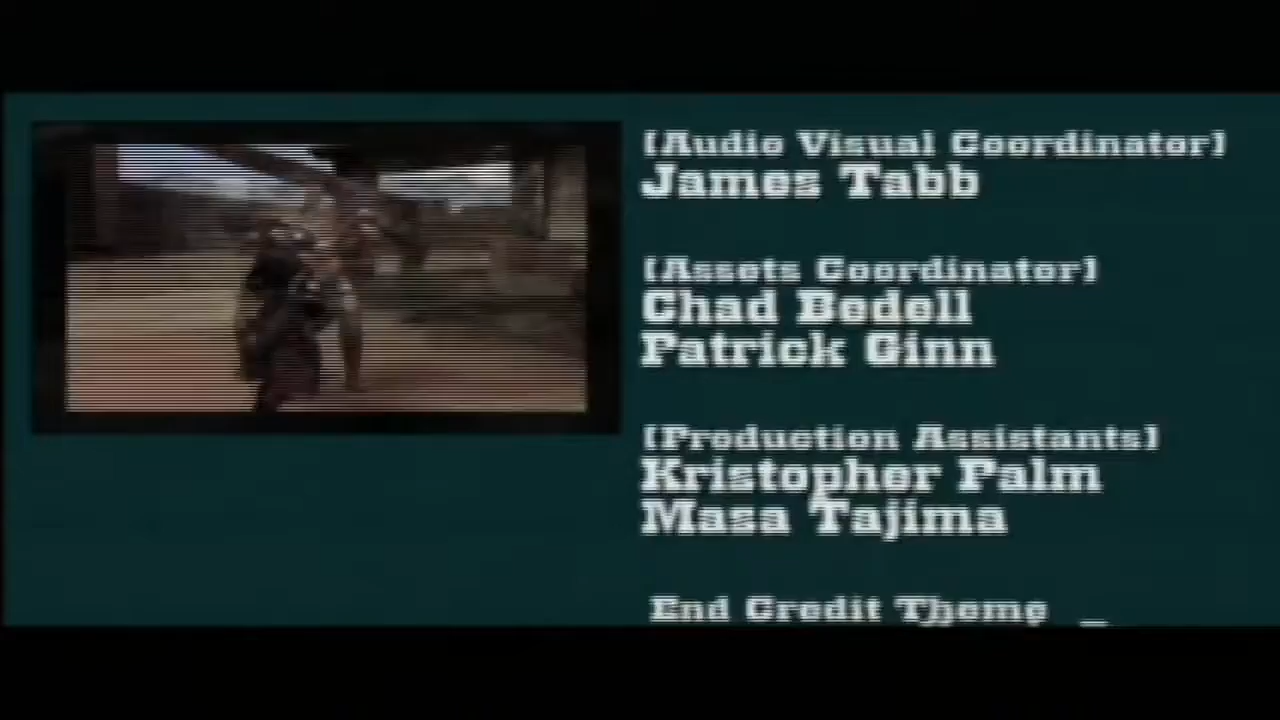 [Audio Visual Coordinator]
James Tabb
[Assets Coordinator]
Chad Bedell
Patrick Ginn
[Production Assistants]
Kristopher Palm
Masa Tajima
End Credit Theme